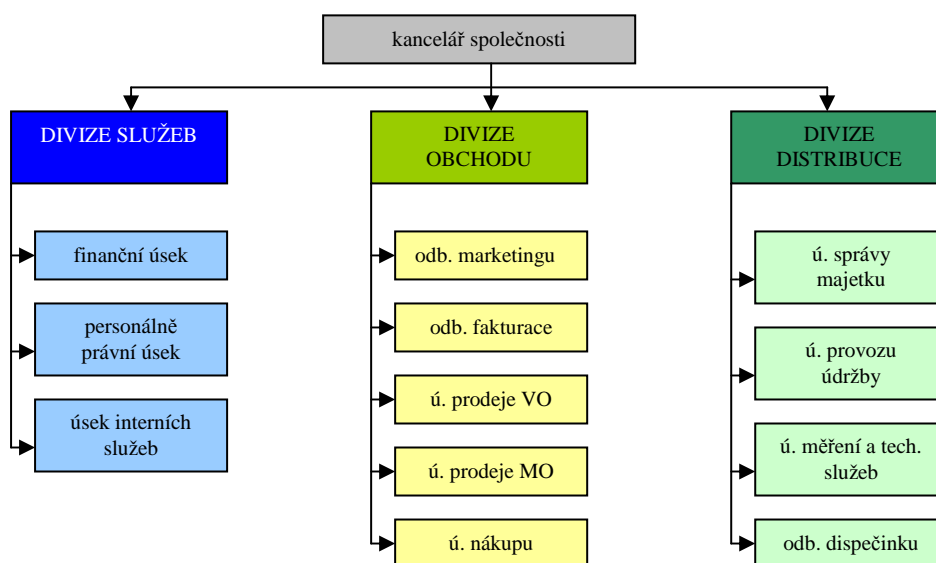 kancelář společnosti
DIVIZE SLUŽEB
finanční úsek
personálně
právní úsek
úsek interních
služeb
DIVIZE
OBCHODU
odb. marketingu
odb. fakturace
ú. prodeje VO
ú. prodeje MO
ú. nákupu
DIVIZE
DISTRIBUCE
ú. správy
majetku
ú. provozu
údržby
ú. měření a tech.
služeb
odb. dispečinku